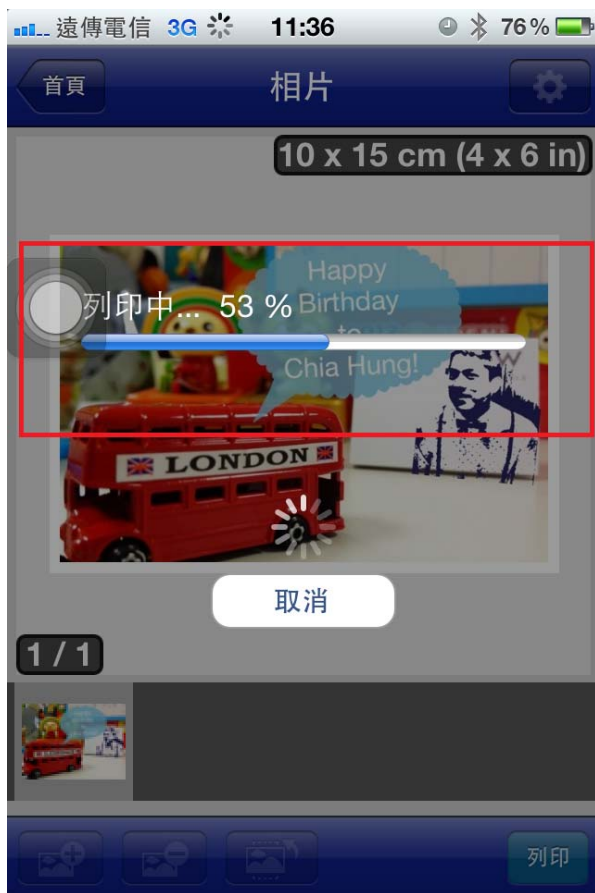 遠傳電信 3G 11:36 76%
首頁 相片
10 x 15 cm (4 x 6 in)
Happy
列印中... 53 % Birthday
to
Chia Hung!
LONDON
取消
1 / 1
列印